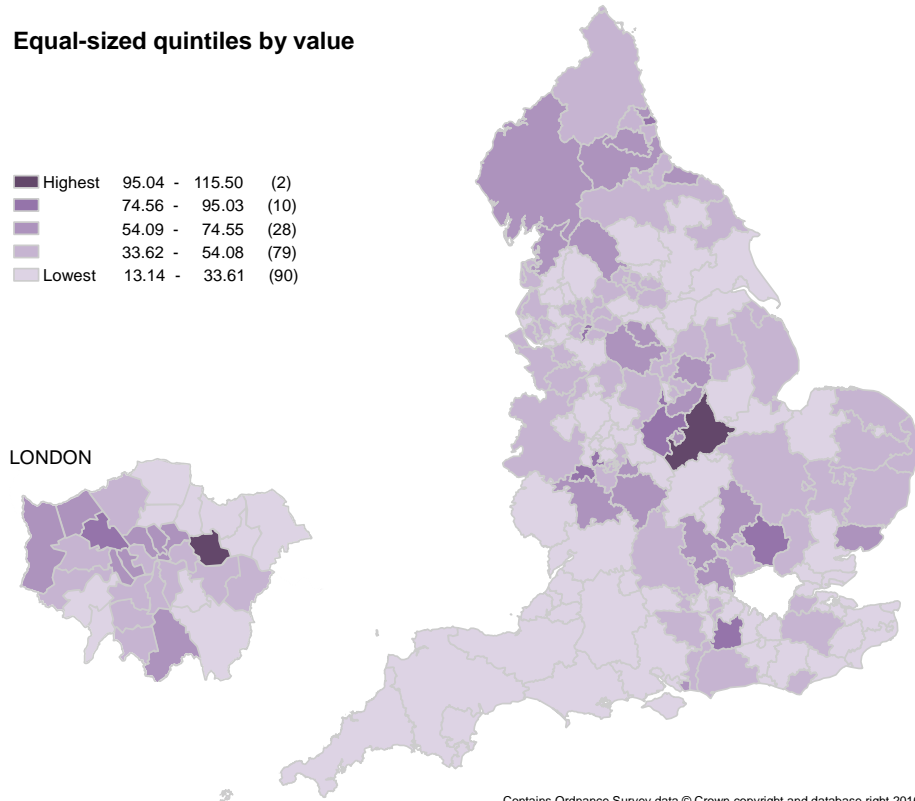 Equal-sized quintiles by value
Highest 95.04 - 115.50 (2)
74.56 - 95.03 (10)
54.09 - 74.55 (28)
33.62 - 54.08 (79)
Lowest 13.14 - 33.61 (90)
LONDON
Contains Ordnance Survey data © Crown copyright and database right